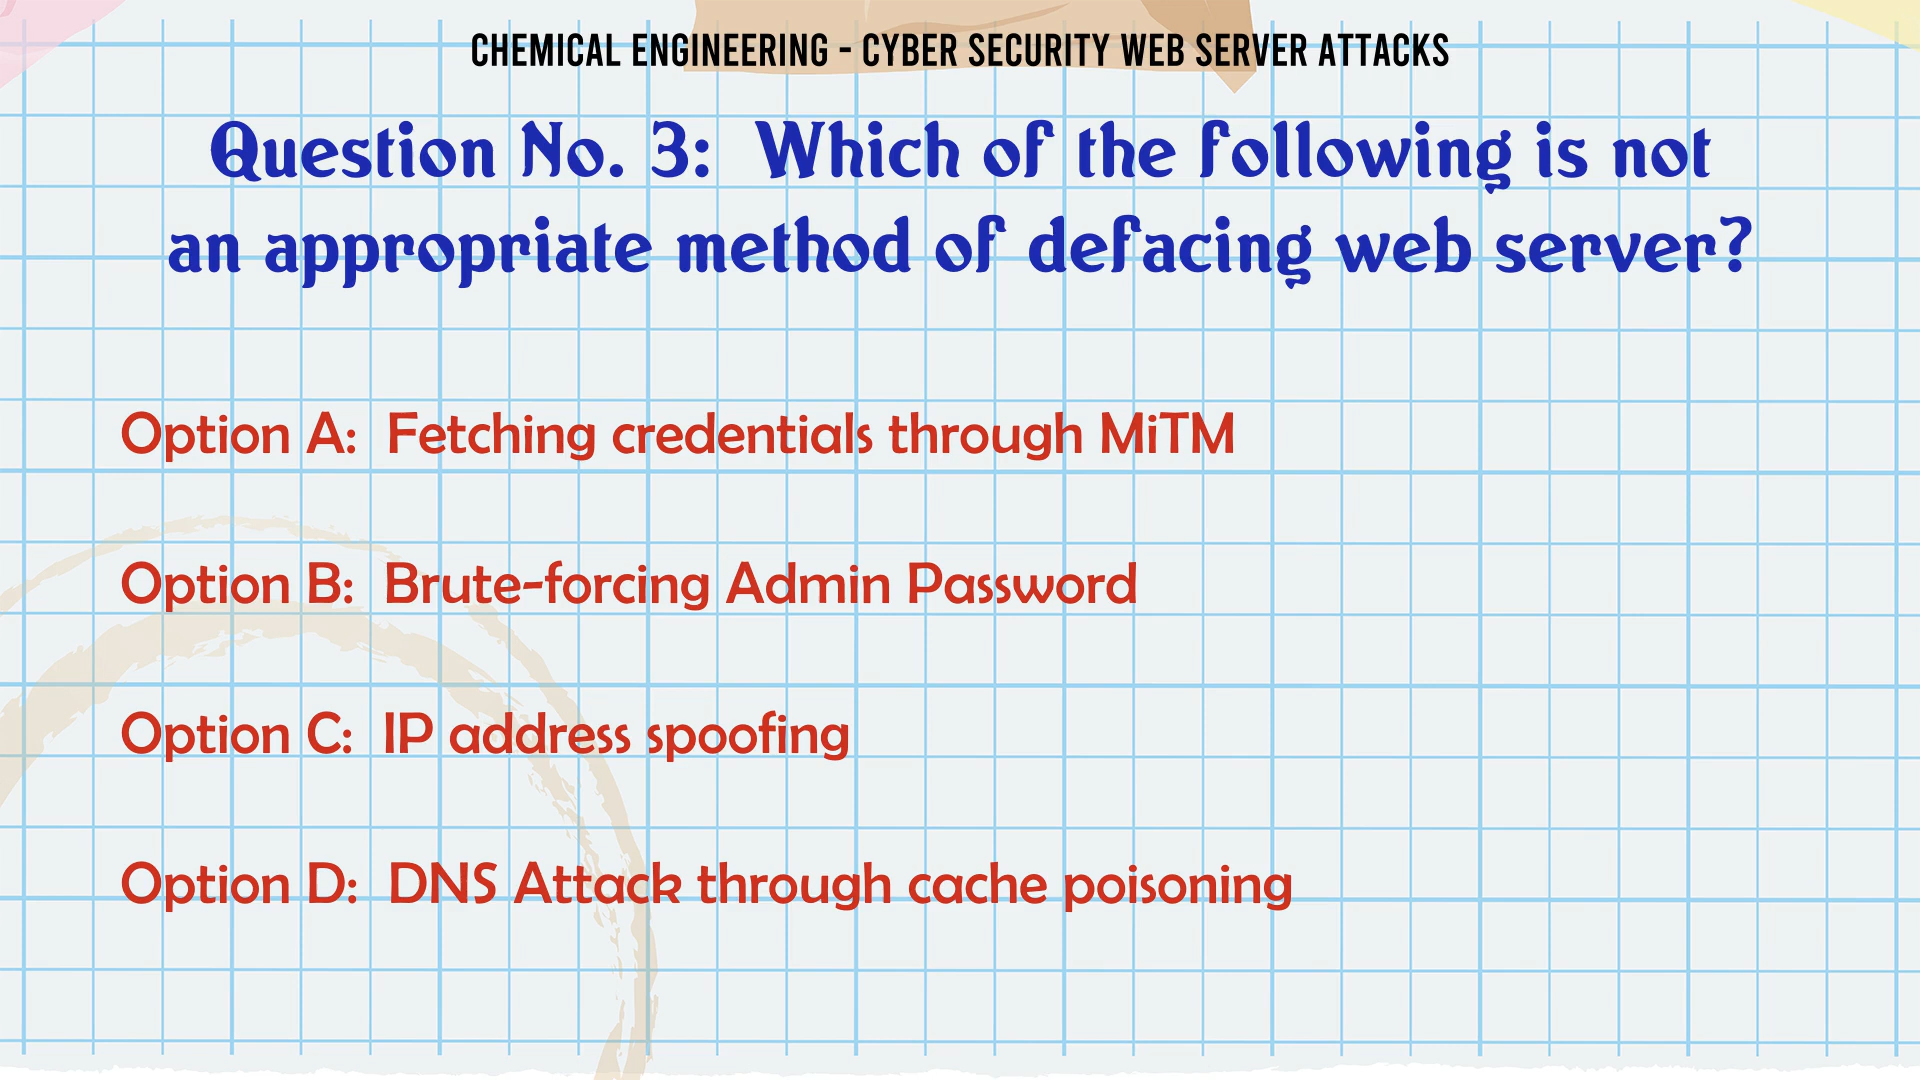 CHEMICAL ENGINEERING - CYBER SECURITY WEB SERVER ATTACKS
Question No. 3: Which of the following is not
an appropriate method of defacing web server?
Option A: Fetching credentials through MiTM
Option B: Brute-forcing Admin Password
Option C: IP address spoofing
Option D: DNS Attack through cache poisoning